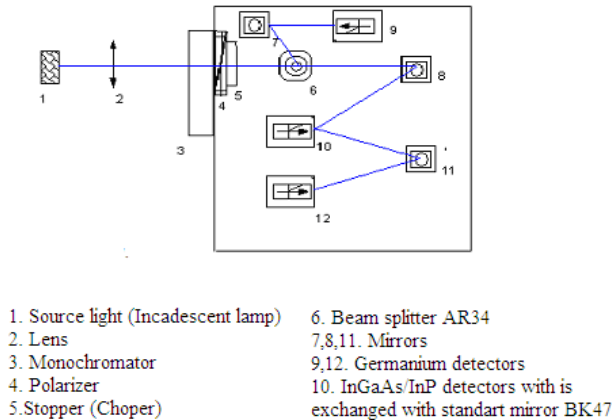 7
9
1
2
3
4
5
6
8
10
11
12
1. Source light (Incadescent lamp)
2. Lens
3. Monochromator
4. Polarizer
5.Stopper (Choper)
6. Beam splitter AR34
7,8,11. Mirrors
9,12. Germanium detectors
10. InGaAs/InP detectors with is
exchanged with standart mirror BK47